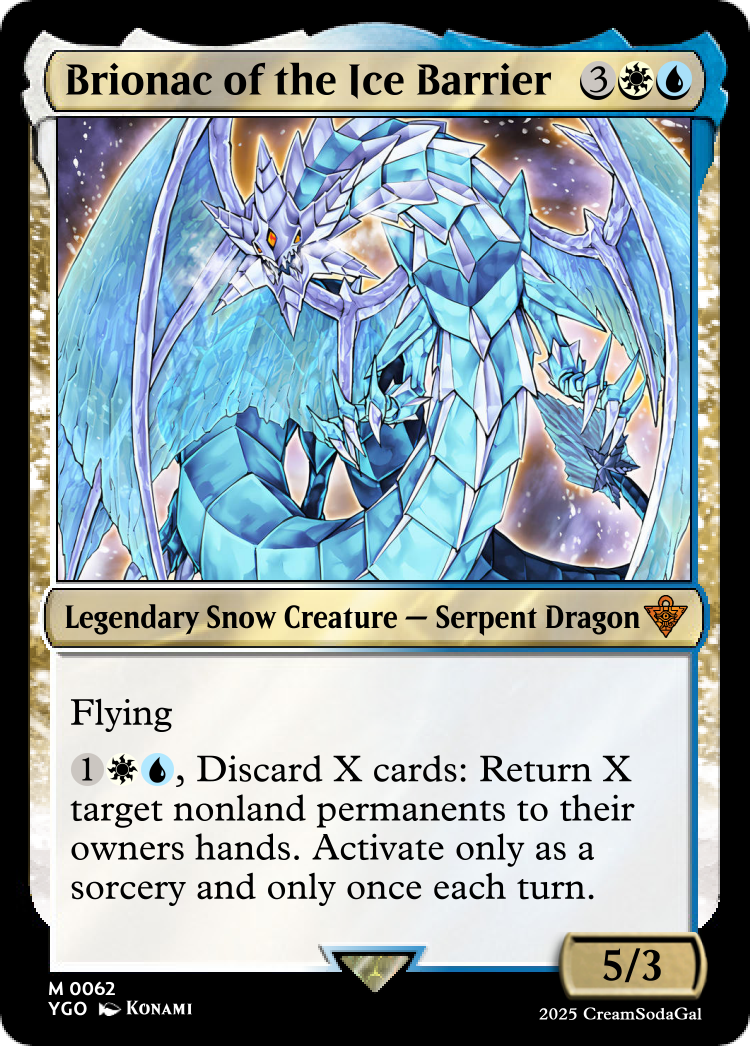 Brionac of the Ice Barrier 3
Legendary Snow Creature — Serpent Dragon
Flying
1, Discard X cards: Return X
target nonland permanents to their
owners hands. Activate only as a
sorcery and only once each turn.
5/3
M 0062
YGO KONAMI
2025 CreamSodaGal